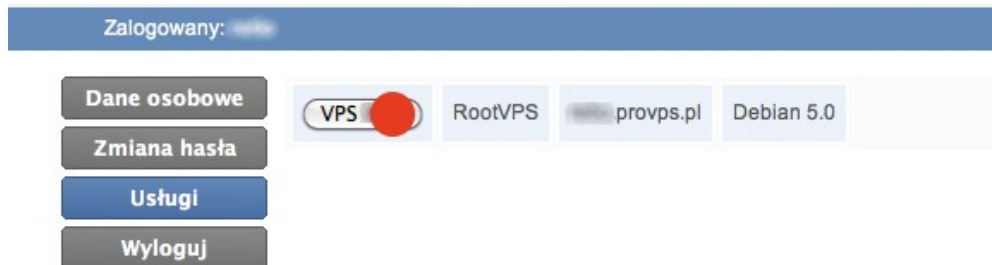 Zalogowany:
Dane osobowe
VPS RootVPS .provps.pl Debian 5.0
Zmiana hasła
Usługi
Wyloguj